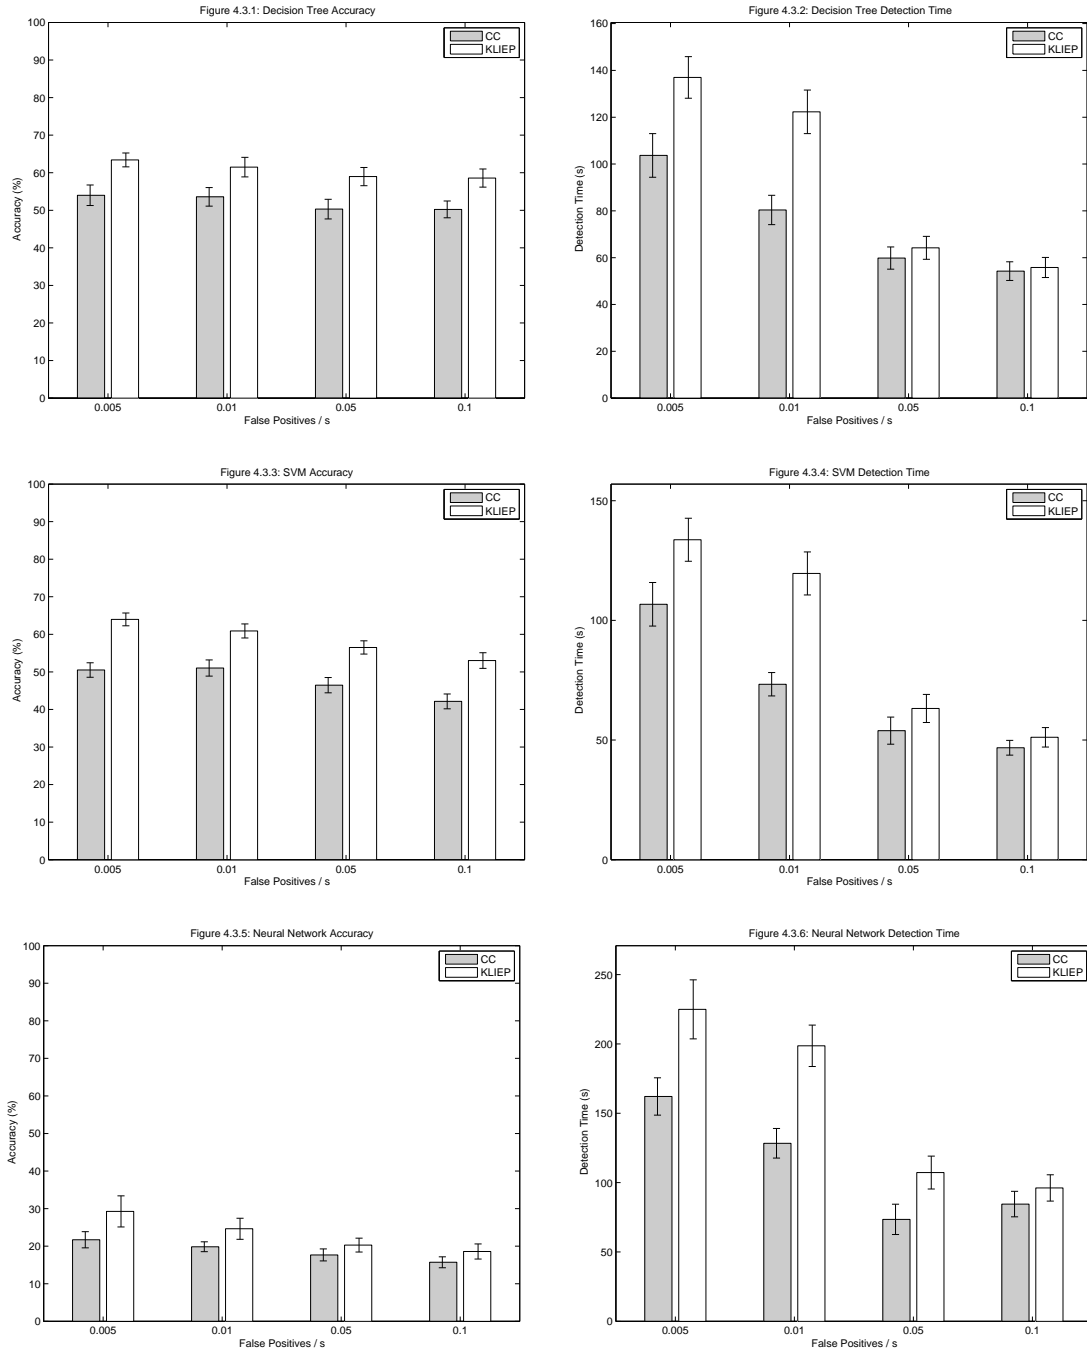 Figure 4.3.1: Decision Tree Accuracy
100
90
80
70
60
50
40
30
20
10
0
Accuracy (%)
CC
KLIEP
0.005 0.01 0.05 0.1
False Positives / s
Figure 4.3.2: Decision Tree Detection Time
160
140
120
100
80
60
40
20
0
Detection Time (s)
CC
KLIEP
0.005 0.01 0.05 0.1
False Positives / s
Figure 4.3.3: SVM Accuracy
100
90
80
70
60
50
40
30
20
10
0
Accuracy (%)
CC
KLIEP
0.005 0.01 0.05 0.1
False Positives / s
Figure 4.3.4: SVM Detection Time
150
100
50
0
Detection Time (s)
CC
KLIEP
0.005 0.01 0.05 0.1
False Positives / s
Figure 4.3.5: Neural Network Accuracy
100
90
80
70
60
50
40
30
20
10
0
Accuracy (%)
CC
KLIEP
0.005 0.01 0.05 0.1
False Positives / s
Figure 4.3.6: Neural Network Detection Time
250
200
150
100
50
0
Detection Time (s)
CC
KLIEP
0.005 0.01 0.05 0.1
False Positives / s